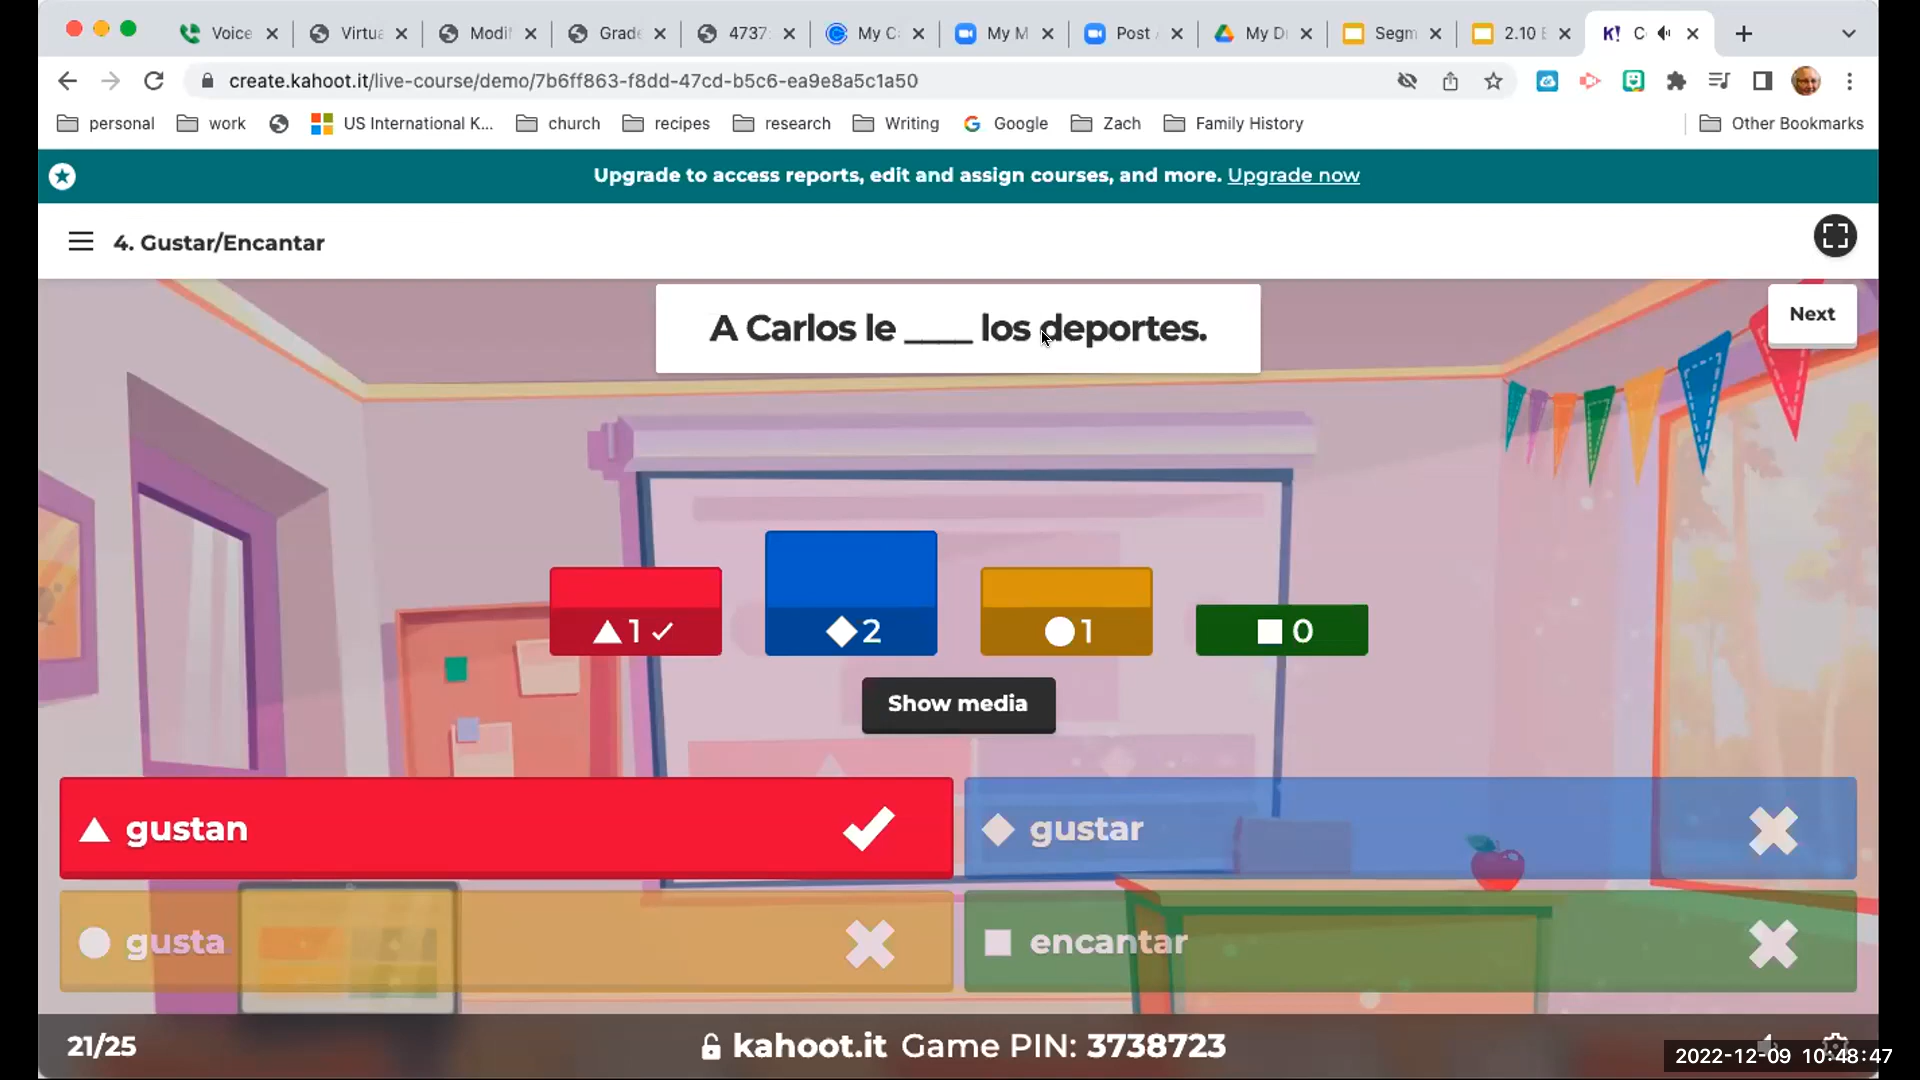 Voice
Virtua
Modi
Grade
4737
My C
My M
Post
My D
Segm
2.10 E
K! C
create.kahoot.it/live-course/demo/7b6ff863-f8dd-47cd-b5c6-ea9e8a5c1a50
personal work US International K... church recipes research Writing Google Zach Family History Other Bookmarks
Upgrade to access reports, edit and assign courses, and more. Upgrade now
4. Gustar/Encantar
A Carlos le ____ los deportes.
Next
1
2
1
0
Show media
gustan
gustar
gusta
encantar
21/25
kahoot.it Game PIN: 3738723
2022-12-09 10:48:47